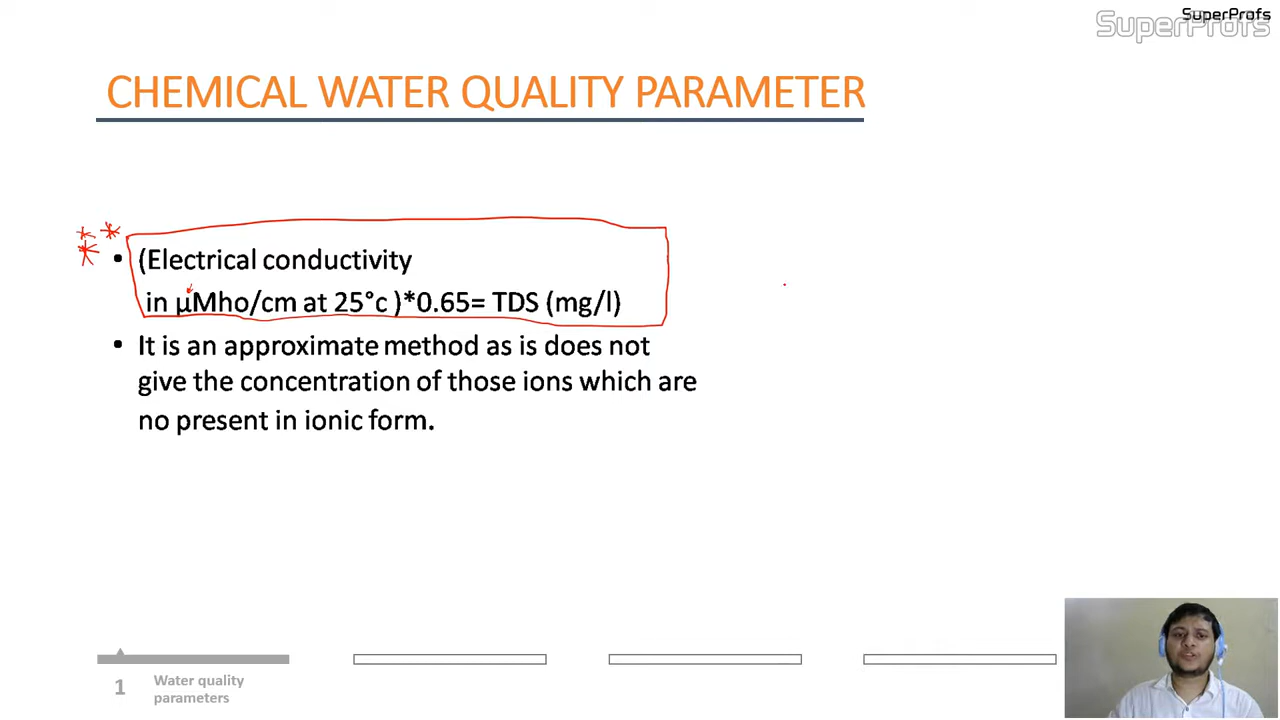 SuperProfs
SuperProfs
CHEMICAL WATER QUALITY PARAMETER
• (Electrical conductivity
in µMho/cm at 25°c )*0.65= TDS (mg/l)
• It is an approximate method as is does not
give the concentration of those ions which are
no present in ionic form.
1
Water quality
parameters